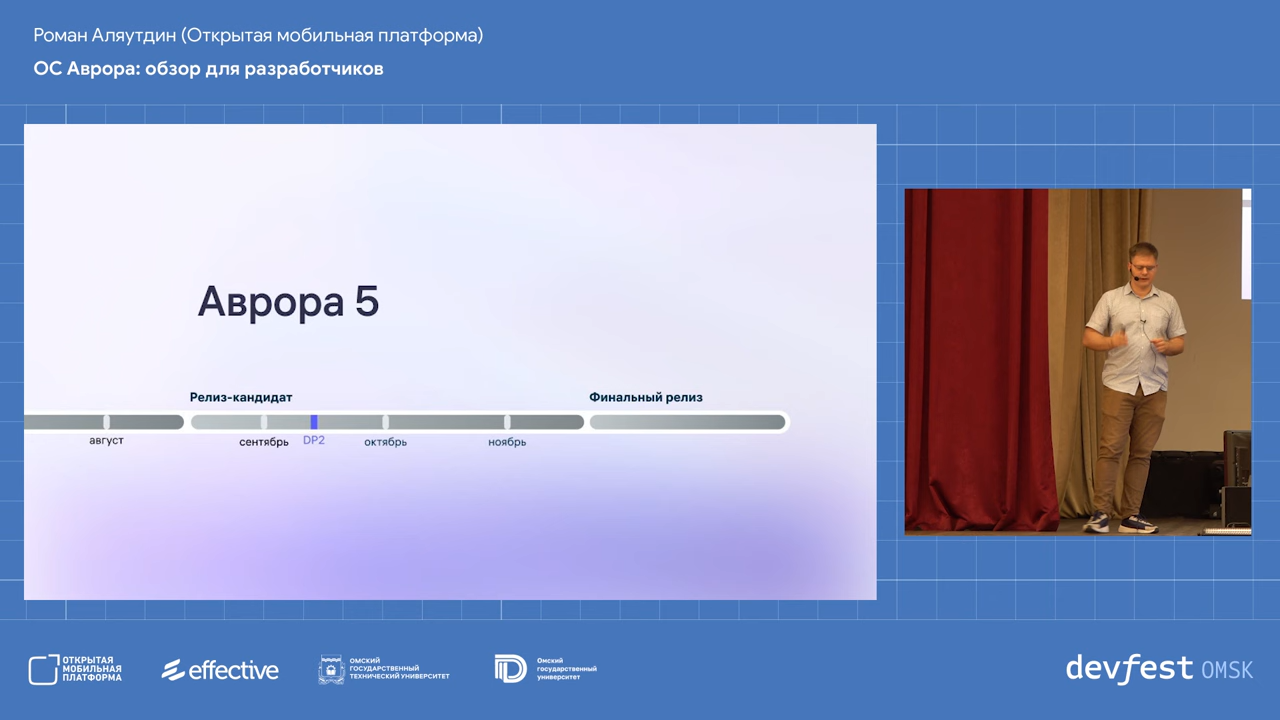 Роман Аляутдин (Открытая мобильная платформа)
ОС Аврора: обзор для разработчиков
Аврора 5
Релиз-кандидат
Финальный релиз
август
сентябрь
DP2
октябрь
ноябрь
ОТКРЫТАЯ
МОБИЛЬНАЯ
ПЛАТФОРМА
effective
ОМСКИЙ
ГОСУДАРСТВЕННЫЙ
ТЕХНИЧЕСКИЙ УНИВЕРСИТЕТ
Омский
государственный
университет
devfest OMSK